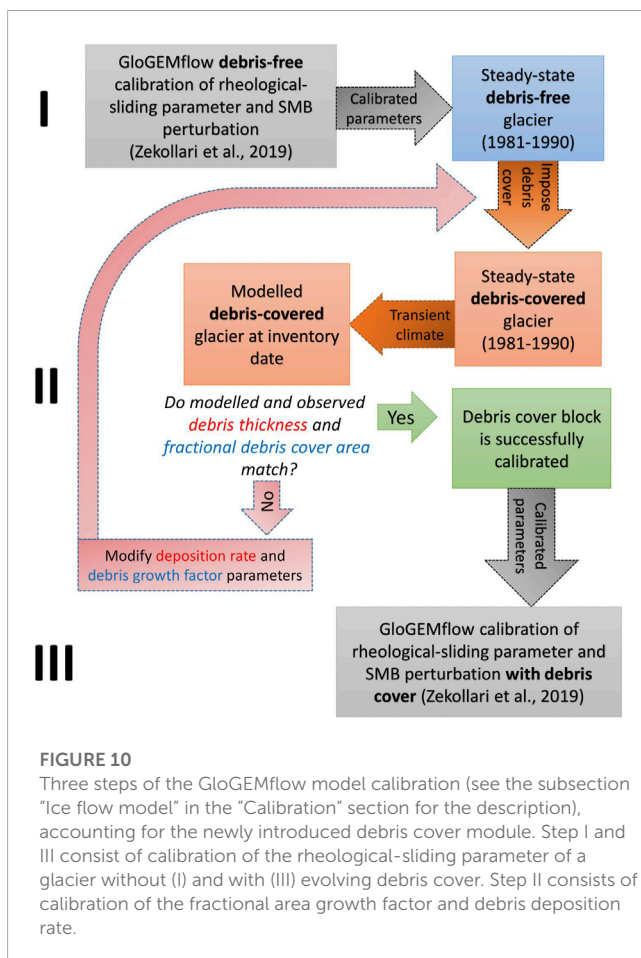 I
GloGEMflow debris-free
calibration of rheological-
sliding parameter and SMB
perturbation
(Zekollari et al., 2019)
Calibrated
parameters
Steady-state
debris-free
glacier
(1981-1990)
Impose
debris
cover
Steady-state
debris-covered
glacier
(1981-1990)
Transient
climate
Modelled
debris-covered
glacier at inventory
date
II
Do modelled and observed
debris thickness and
fractional debris cover area
match?
Yes
Debris cover block
is successfully
calibrated
No
Modify deposition rate and
debris growth factor parameters
Calibrated
parameters
III
GloGEMflow calibration of
rheological-sliding parameter and
SMB perturbation with debris
cover (Zekollari et al., 2019)
FIGURE 10
Three steps of the GloGEMflow model calibration (see the subsection
"Ice flow model" in the "Calibration" section for the description),
accounting for the newly introduced debris cover module. Step I and
III consist of calibration of the rheological-sliding parameter of a
glacier without (I) and with (III) evolving debris cover. Step II consists of
calibration of the fractional area growth factor and debris deposition
rate.